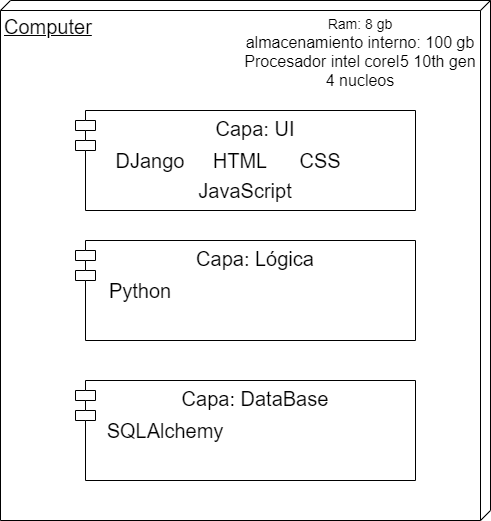 Computer
Ram: 8 gb
almacenamiento interno: 100 gb
Procesador intel coreI5 10th gen
4 nucleos
Capa: UI
DJango HTML CSS
JavaScript
Capa: Lógica
Python
Capa: DataBase
SQLAlchemy